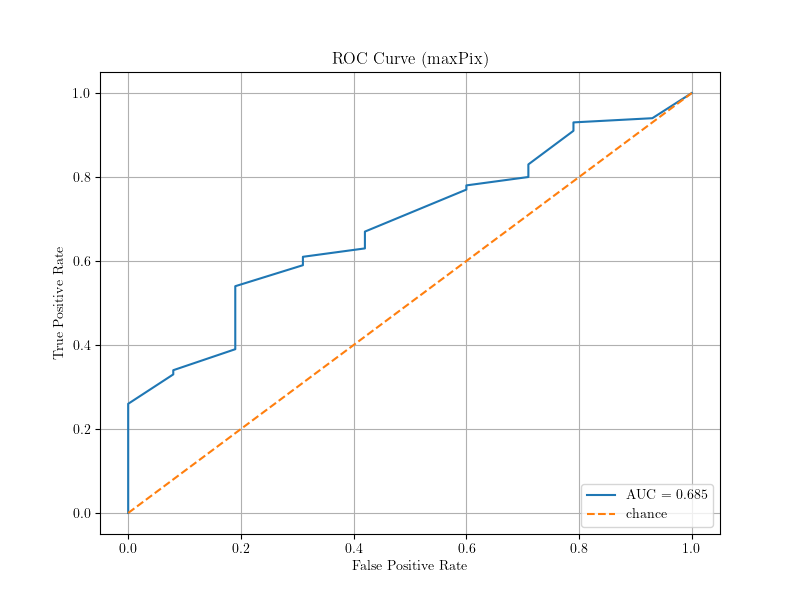 ROC Curve (maxPix)
True Positive Rate
1.0
0.8
0.6
0.4
0.2
0.0
0.0 0.2 0.4 0.6 0.8 1.0
False Positive Rate
AUC = 0.685
chance